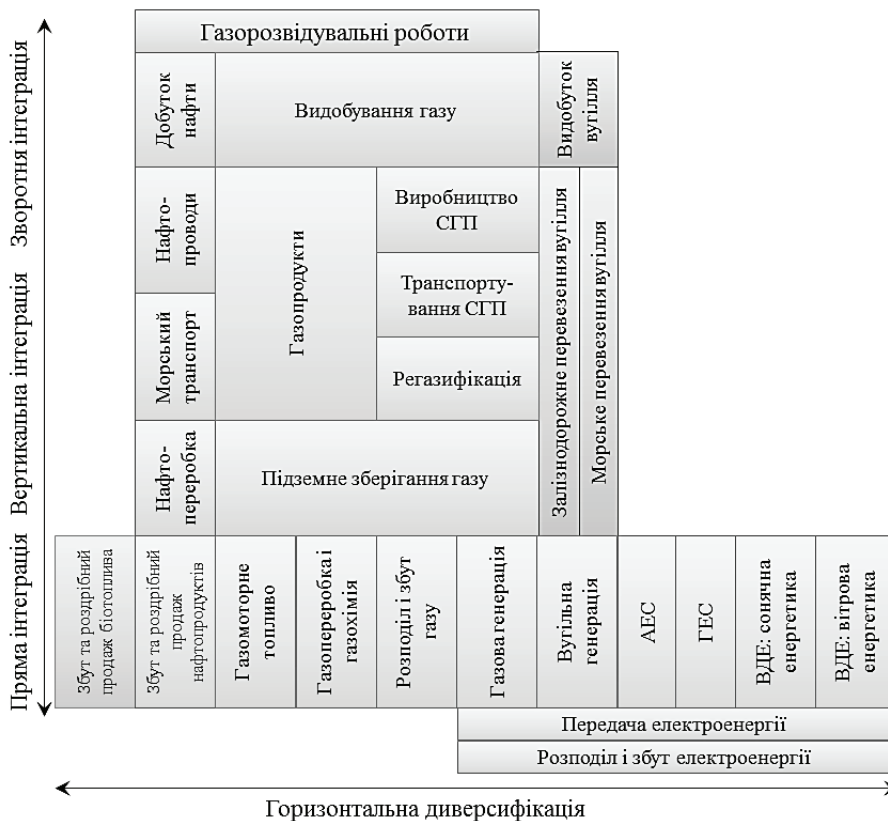 Газорозвідувальні роботи
Зворотня інтеграція
Вертикальна інтеграція
Пряма інтеграція
Добуток
нафти
Видобування газу
Видобуток
вугілля
Нафто-
проводи
Морський
транспорт
Газопродукти
Виробництво
СГП
Транспорту-
вання СГП
Регазифікація
Залізнодорожне перевезення вугілля
Морське перевезення вугілля
Нафто-
переробка
Підземне зберігання газу
Збут та роздрібний
продаж біотоплива
Збут та роздрібний
продаж
нафтопродуктів
Газомоторне
топливо
Газопереробка і
газохімія
Розподіл і збут
газу
Газова генерація
Вугільна
генерація
АЕС
ГЕС
ВДЕ: сонячна
енергетика
ВДЕ: вітрова
енергетика
Передача електроенергії
Розподіл і збут електроенергії
Горизонтальна диверсифікація